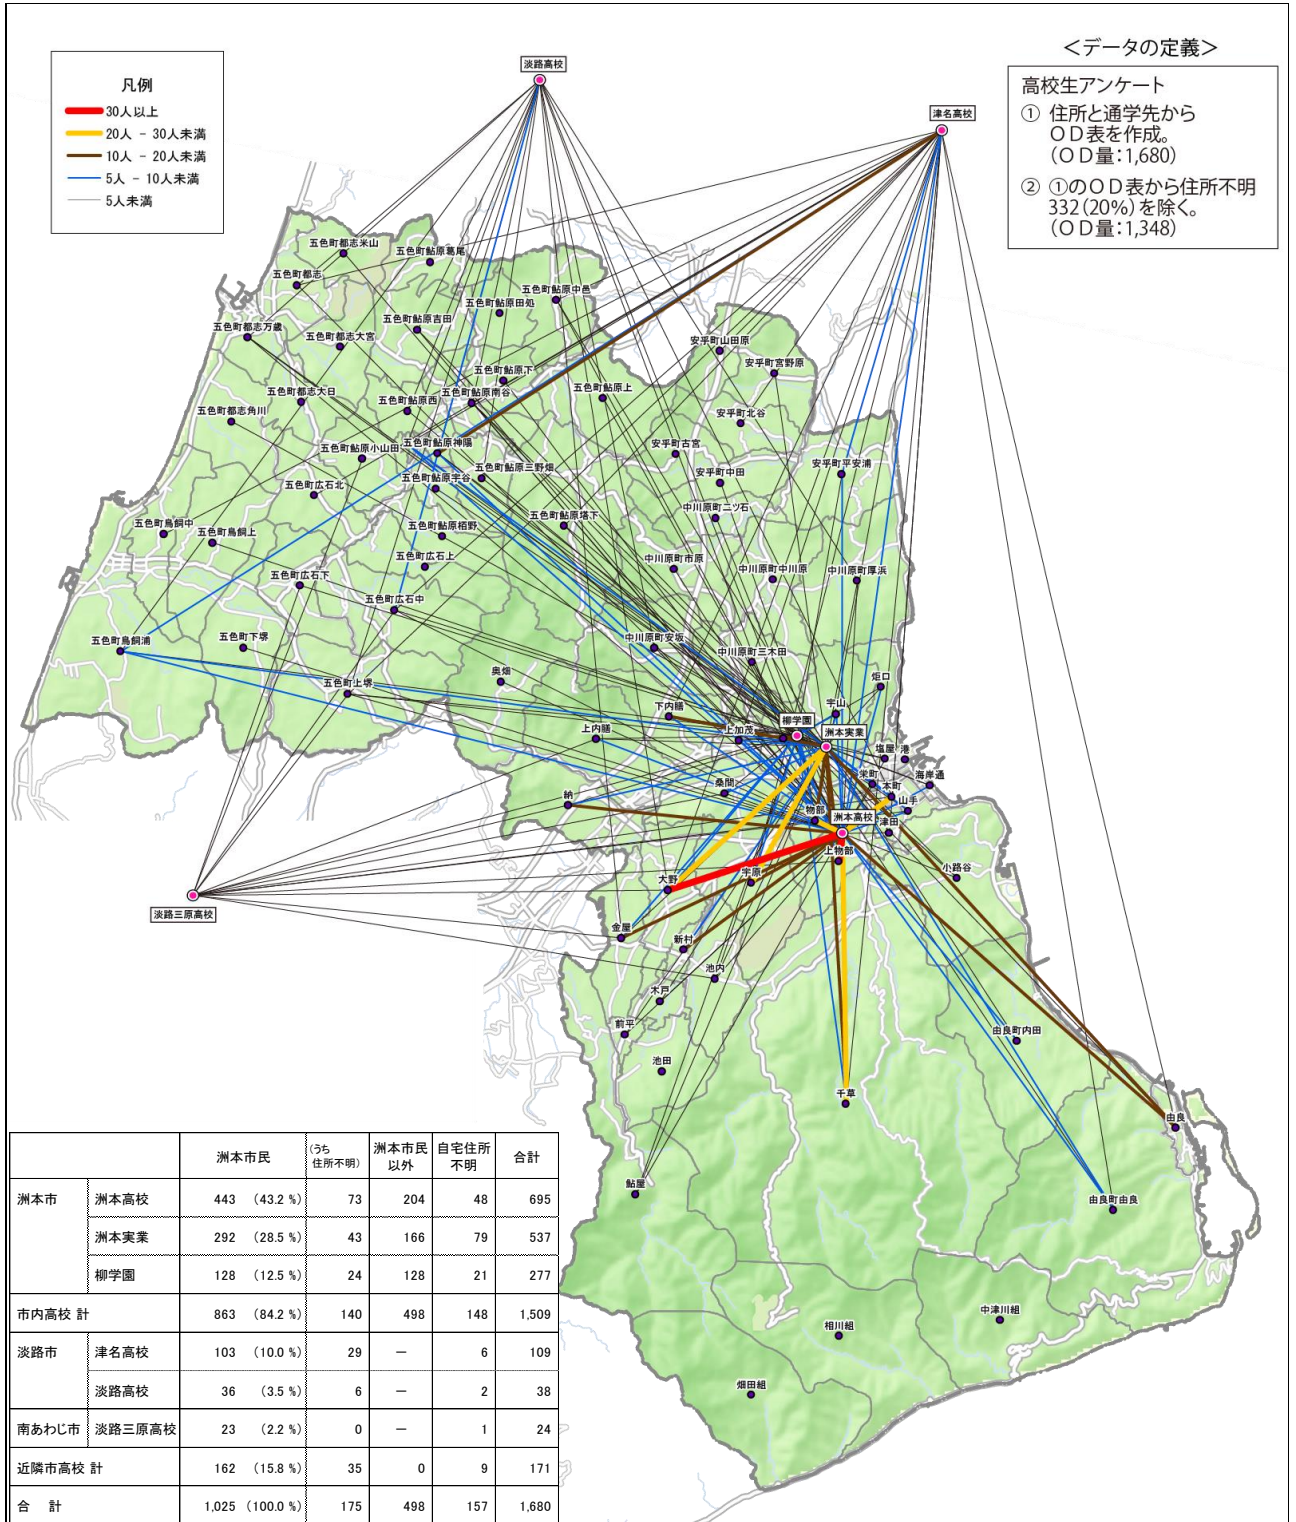 凡例
30人以上
20人 － 30人未満
10人 － 20人未満
5人 － 10人未満
5人未満
＜データの定義＞
高校生アンケート
① 住所と通学先から
ＯＤ表を作成。
（ＯＤ量：1,680）
② ①のＯＤ表から住所不明
332（20%）を除く。
（ＯＤ量：1,348）
淡路高校
津名高校
五色町都志米山
五色町鮎原葛尾
五色町都志
五色町鮎原中邑
五色町鮎原田処
五色町都志万歳
五色町鮎原吉田
五色町都志大宮
安乎町山田原
安乎町宮野原
五色町鮎原下
五色町鮎原南谷
五色町鮎原上
五色町都志大日
五色町鮎原西
五色町都志角川
安乎町北谷
五色町鮎原神陽
五色町鮎原小山田
安乎町古宮
安乎町平安浦
安乎町中田
五色町鮎原三野畑
五色町鮎原宇谷
五色町広石北
中川原町二ツ石
五色町鳥飼中
五色町鳥飼上
五色町鮎原塔下
五色町鮎原栢野
五色町広石上
中川原町市原
中川原町中川原
中川原町厚浜
五色町広石下
五色町広石中
五色町鳥飼浦
五色町下堺
中川原町安坂
中川原町三木田
奥畑
五色町上堺
炬口
下内膳
宇山
柳学園
上内膳
上加茂
洲本実業
塩屋
港
桑間
栄町
海岸通
本町
納
山手
物部
洲本高校
津田
上物部
小路谷
宇原
大野
淡路三原高校
金屋
新村
池内
木戸
前平
由良町内田
池田
千草
由良
鮎屋
由良町由良
中津川組
相川組
畑田組
洲本市民 （うち住所不明） 洲本市民以外 自宅住所不明 合計
洲本市 洲本高校 443 （43.2 %） 73 204 48 695
洲本実業 292 （28.5 %） 43 166 79 537
柳学園 128 （12.5 %） 24 128 21 277
市内高校 計 863 （84.2 %） 140 498 148 1,509
淡路市 津名高校 103 （10.0 %） 29 － 6 109
淡路高校 36 （3.5 %） 6 － 2 38
南あわじ市 淡路三原高校 23 （2.2 %） 0 － 1 24
近隣市高校 計 162 （15.8 %） 35 0 9 171
合 計 1,025 （100.0 %） 175 498 157 1,680